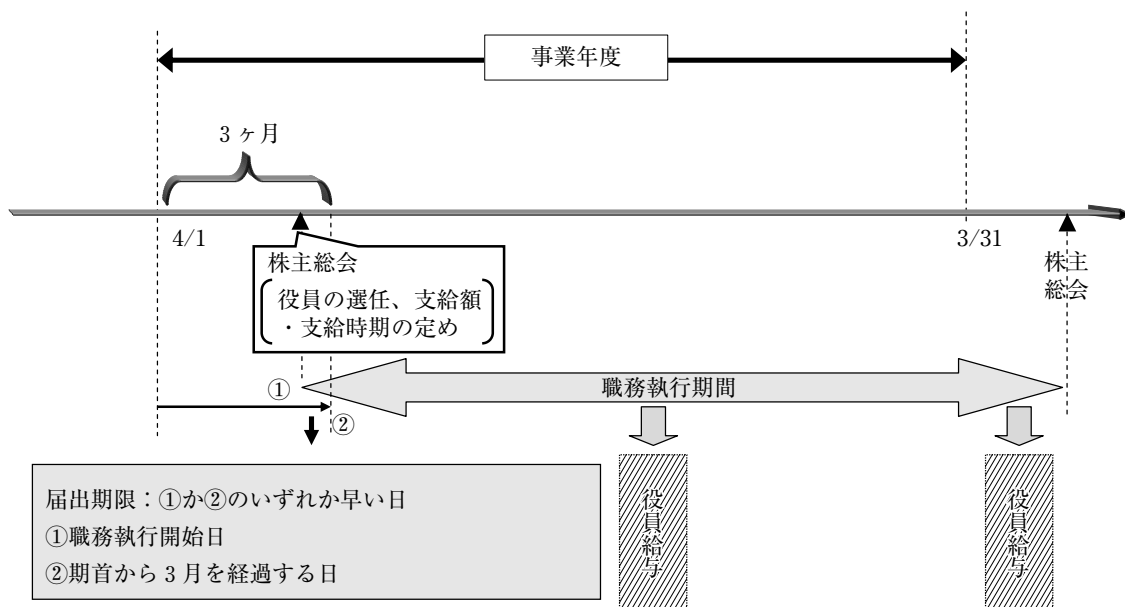 事業年度
3 ヶ月
4/1
3/31
株主総会
役員の選任、支給額
・支給時期の定め
株主
総会
①
職務執行期間
②
届出期限：①か②のいずれか早い日
①職務執行開始日
②期首から 3 月を経過する日
役員給与
役員給与